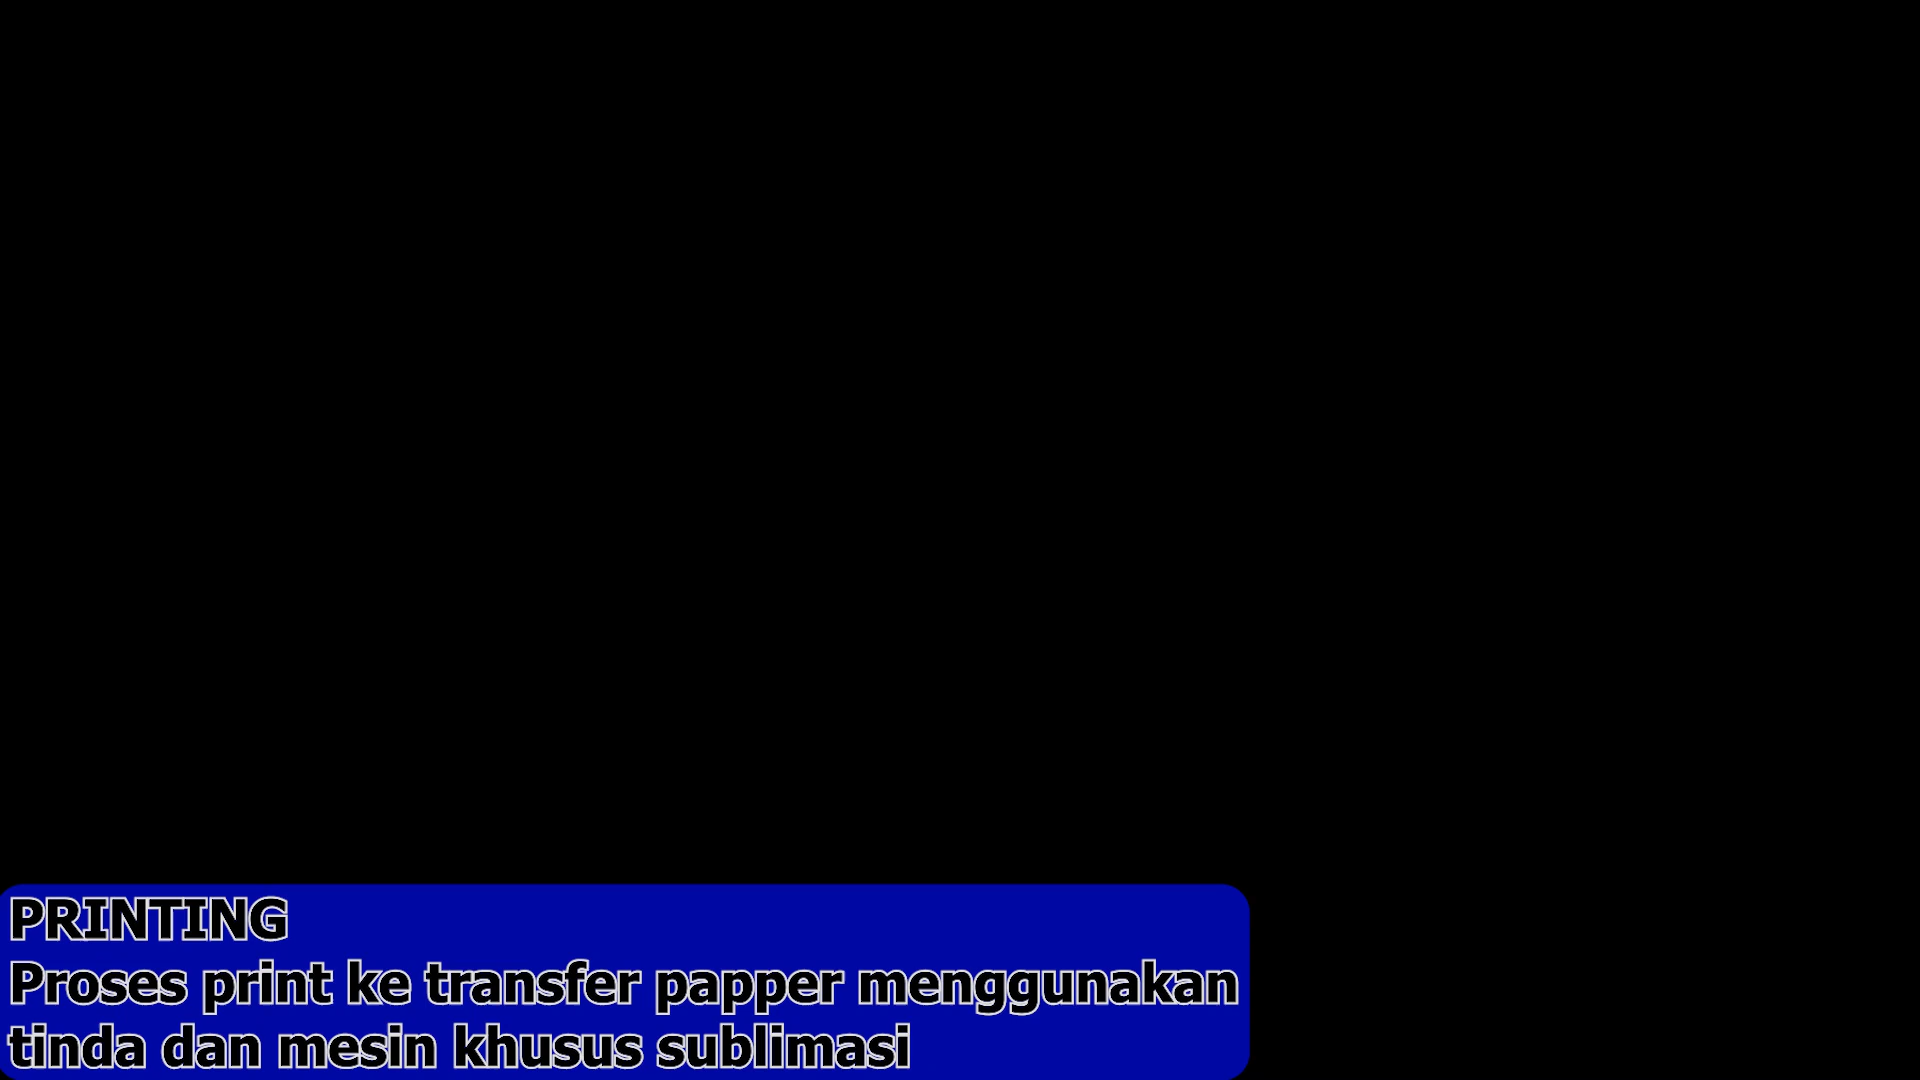 PRINTING
Proses print ke transfer papper menggunakan
tinda dan mesin khusus sublimasi